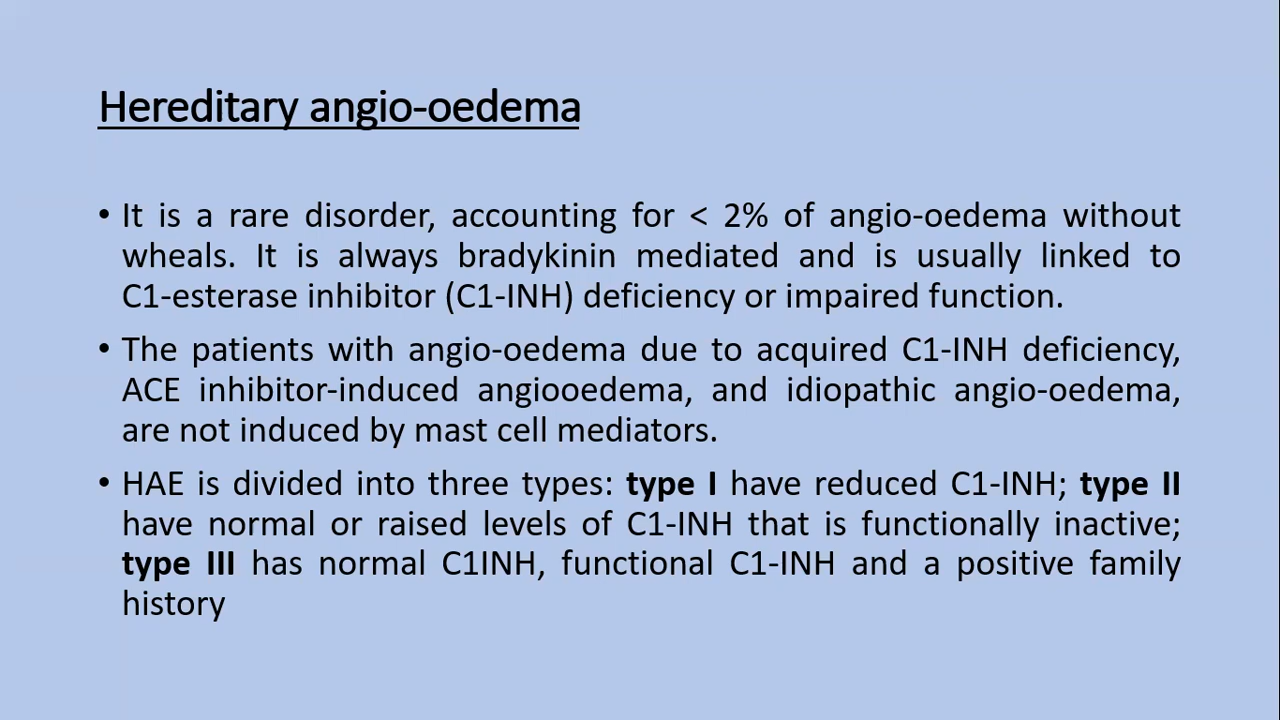 Hereditary angio-oedema
• It is a rare disorder, accounting for < 2% of angio-oedema without
wheals. It is always bradykinin mediated and is usually linked to
C1-esterase inhibitor (C1-INH) deficiency or impaired function.
• The patients with angio-oedema due to acquired C1-INH deficiency,
ACE inhibitor-induced angiooedema, and idiopathic angio-oedema,
are not induced by mast cell mediators.
• HAE is divided into three types: type I have reduced C1-INH; type II
have normal or raised levels of C1-INH that is functionally inactive;
type III has normal C1INH, functional C1-INH and a positive family
history